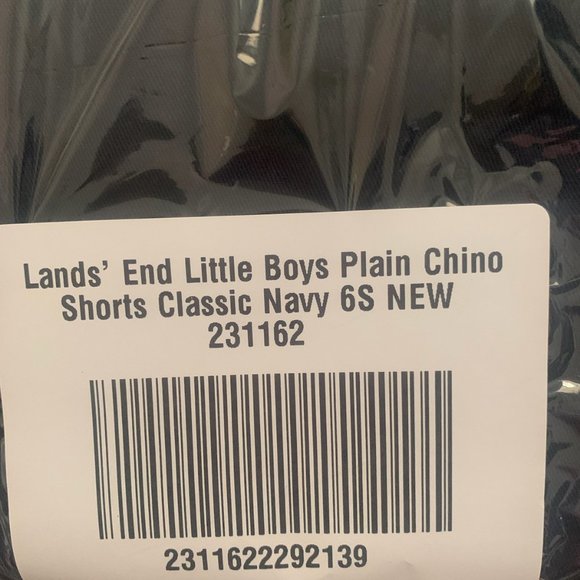 Lands’ End Little Boys Plain Chino
Shorts Classic Navy 6S NEW
231162
2311622292139